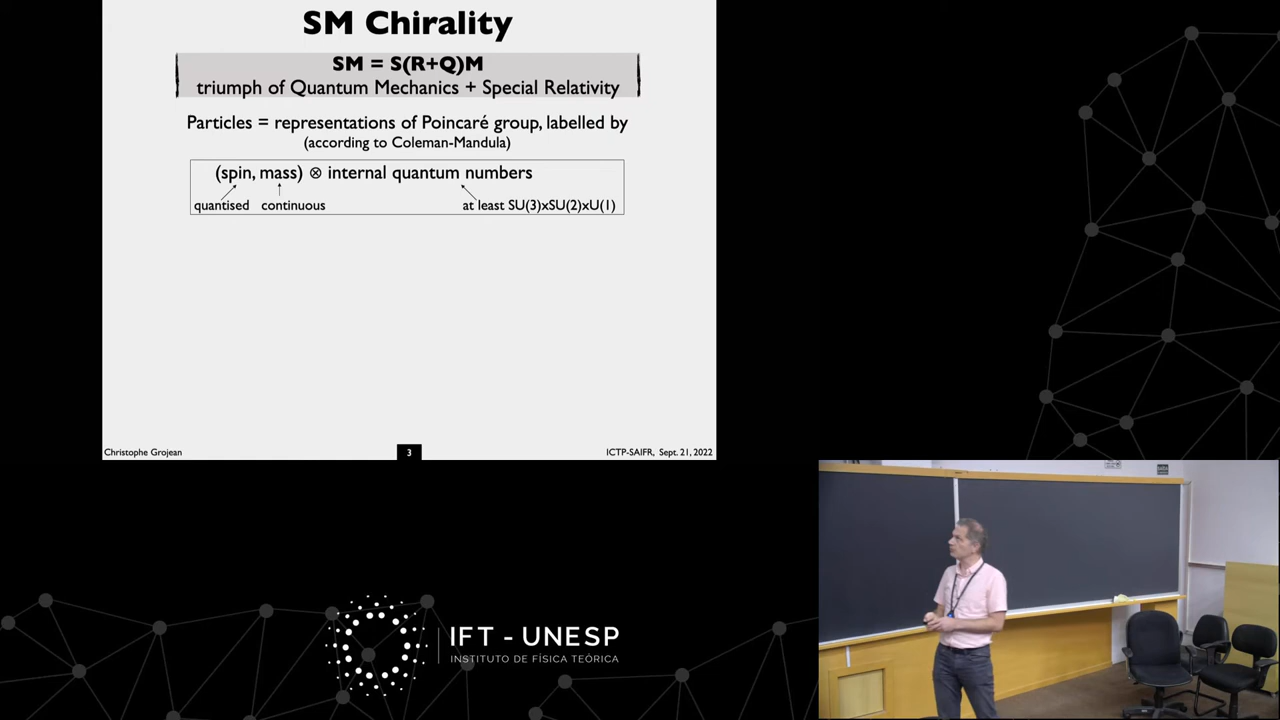 SM Chirality
SM = S(R+Q)M
triumph of Quantum Mechanics + Special Relativity
Particles = representations of Poincaré group, labelled by
(according to Coleman-Mandula)
(spin, mass) ⊗ internal quantum numbers
quantised continuous at least SU(3)xSU(2)xU(1)
Christophe Grojean 3 ICTP-SAIFR, Sept. 21, 2022
IFT - UNESP
INSTITUTO DE FÍSICA TEÓRICA